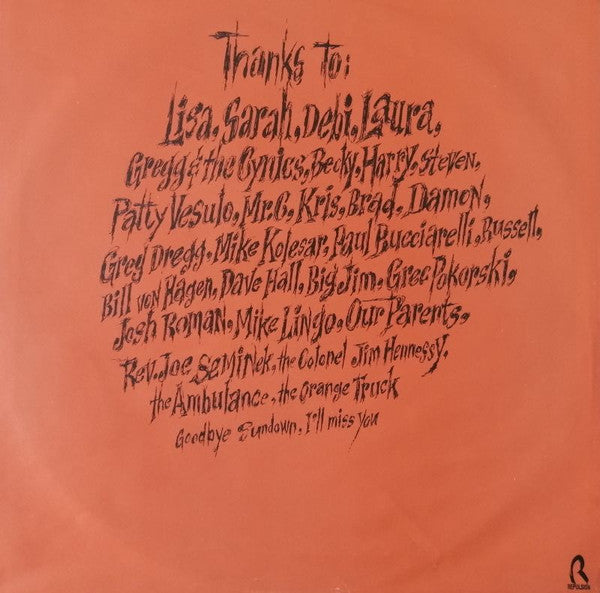 Thanks To:
Lisa, Sarah, Debi, Laura,
Gregg & the Cynics, Becky, Harry, Steven,
Patty Vesulo, Mr. C, Kris, Brad, Damon,
Greg Dregg, Mike Kolesar, Paul Bucciarelli, Russell,
Bill von Hagen, Dave Hall, Big Jim, Greg Pokorski,
Josh Roman, Mike Lingo, Our Parents,
Rev. Joe Seminek, the Colonel Jim Hennessy,
the Ambulance, the Orange Truck
Goodbye Sundown, I'll miss you
R
REPULSION